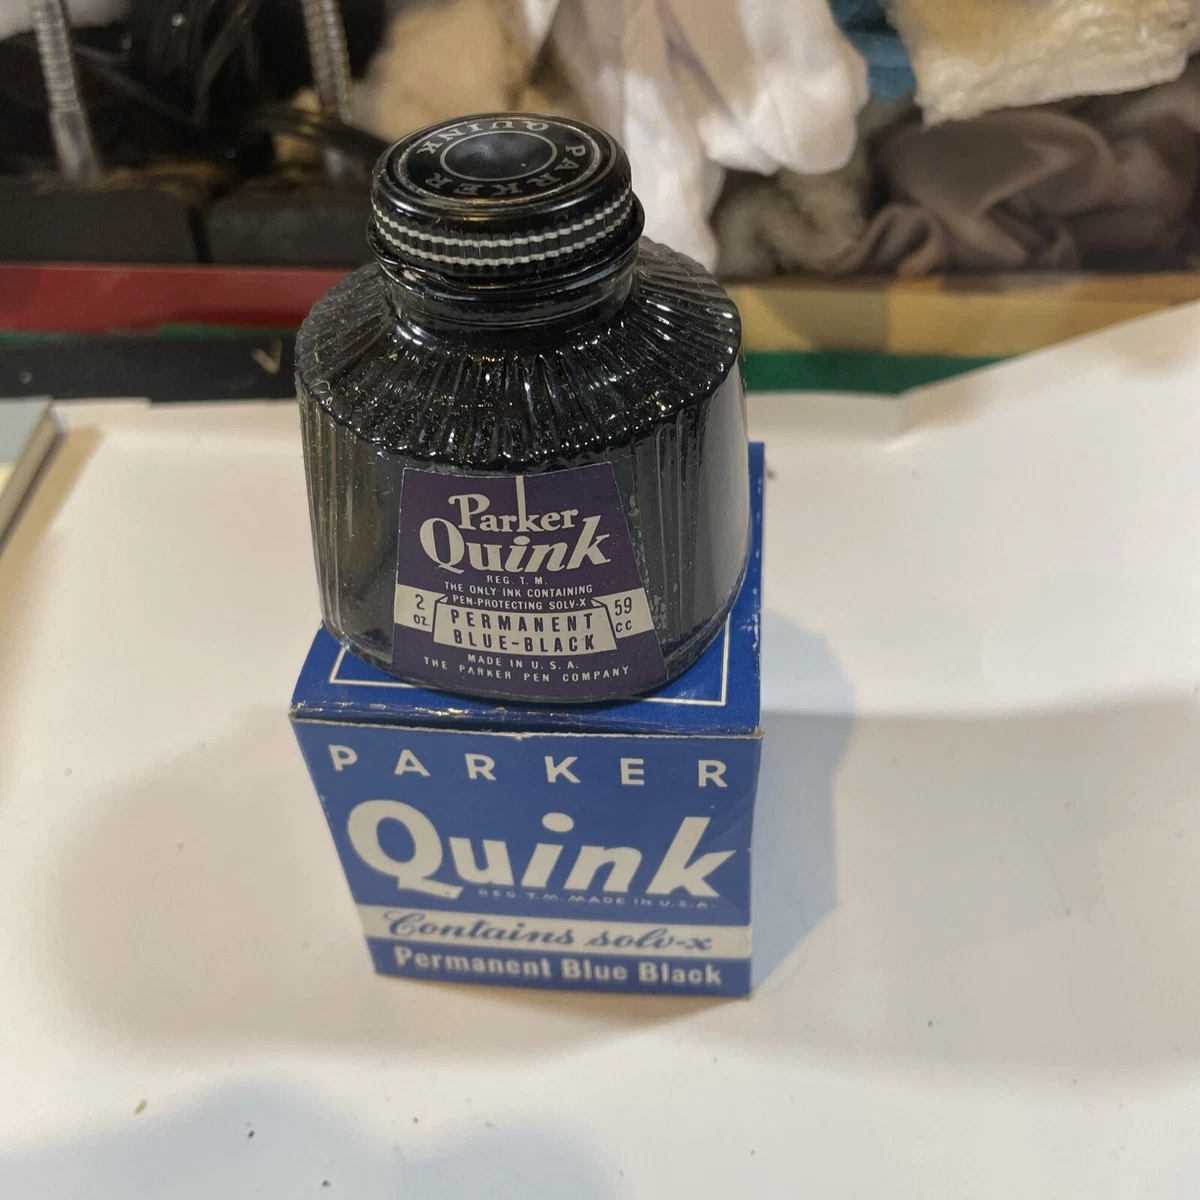 PARKER QUINK
Parker
Quink
REG. T. M.
THE ONLY INK CONTAINING
PEN-PROTECTING SOLV-X
2 OZ.
PERMANENT
BLUE-BLACK
59 CC
MADE IN U. S. A.
THE PARKER PEN COMPANY
PARKER
Quink
REG. T. M. MADE IN U. S. A.
Contains solv-x
Permanent Blue Black